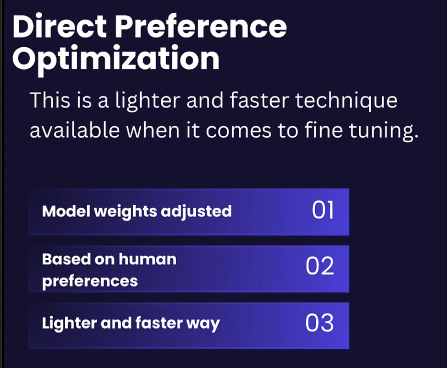 Direct Preference
Optimization
This is a lighter and faster technique
available when it comes to fine tuning.
Model weights adjusted 01
Based on human
preferences 02
Lighter and faster way 03